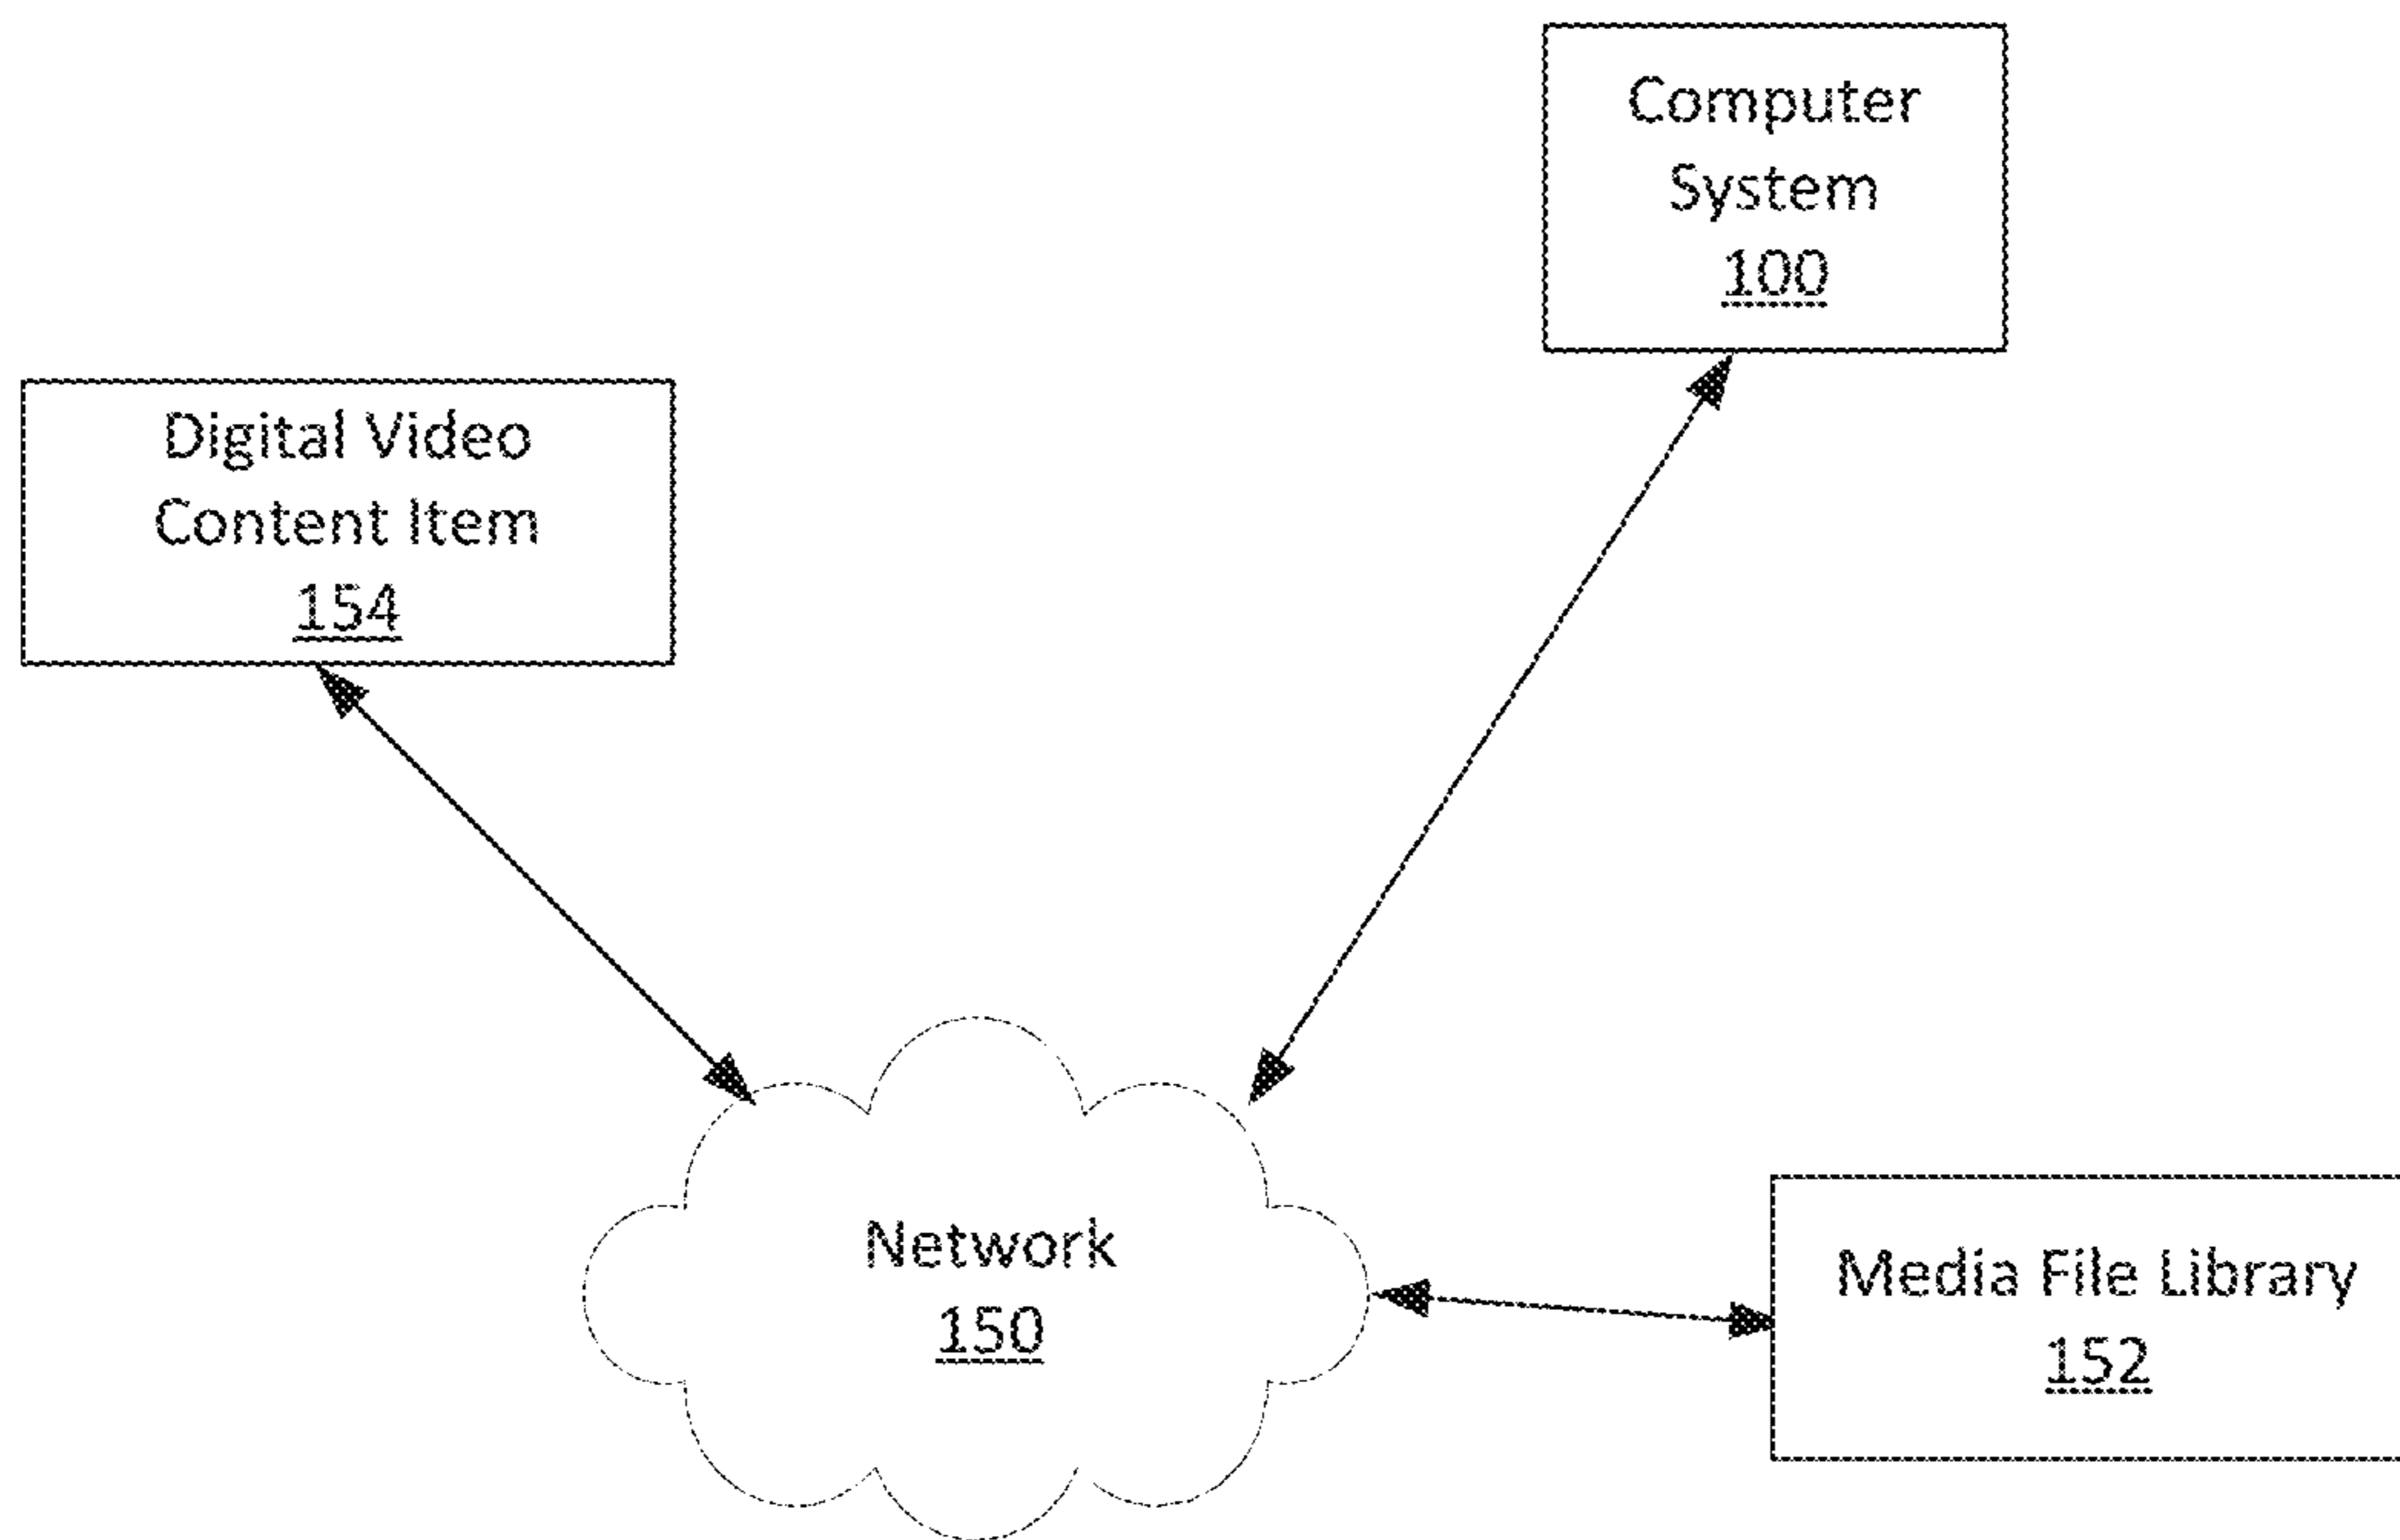 Computer
System
100
Digital Video
Content Item
154
Network
150
Media File Library
152